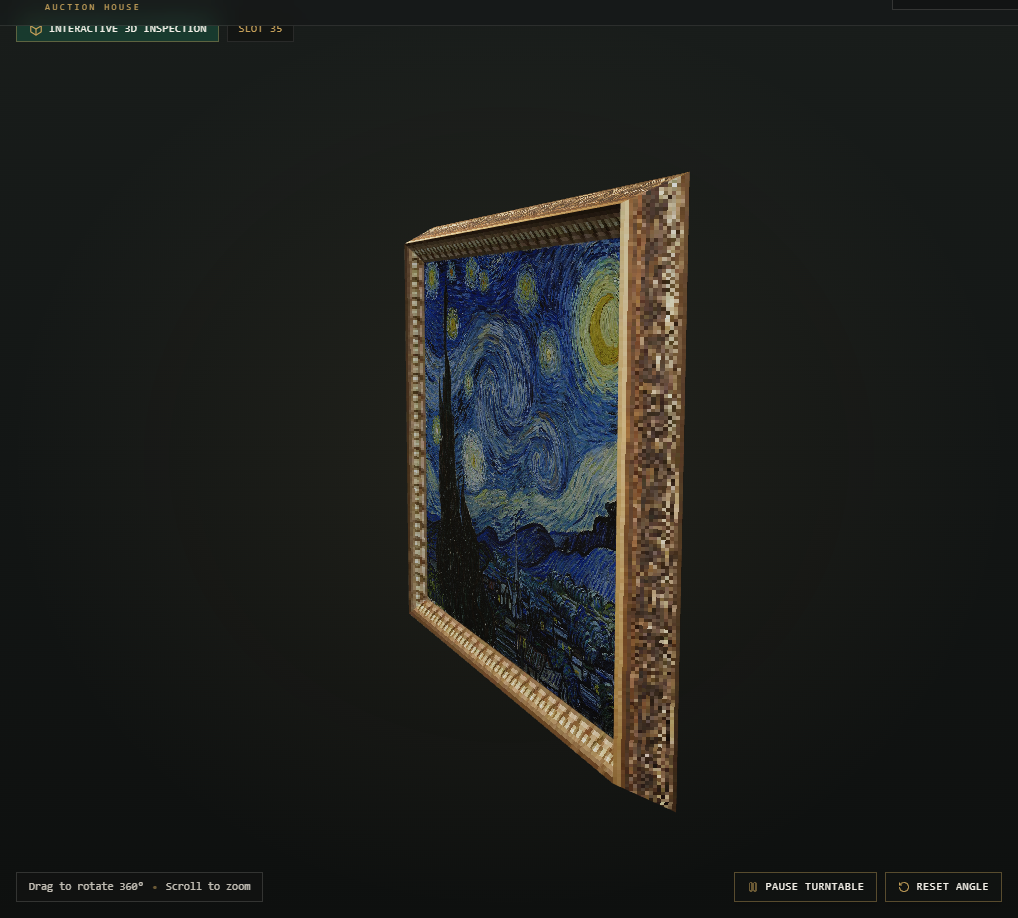 AUCTION HOUSE
INTERACTIVE 3D INSPECTION
SLOT 35
Drag to rotate 360° • Scroll to zoom
PAUSE TURNTABLE
RESET ANGLE